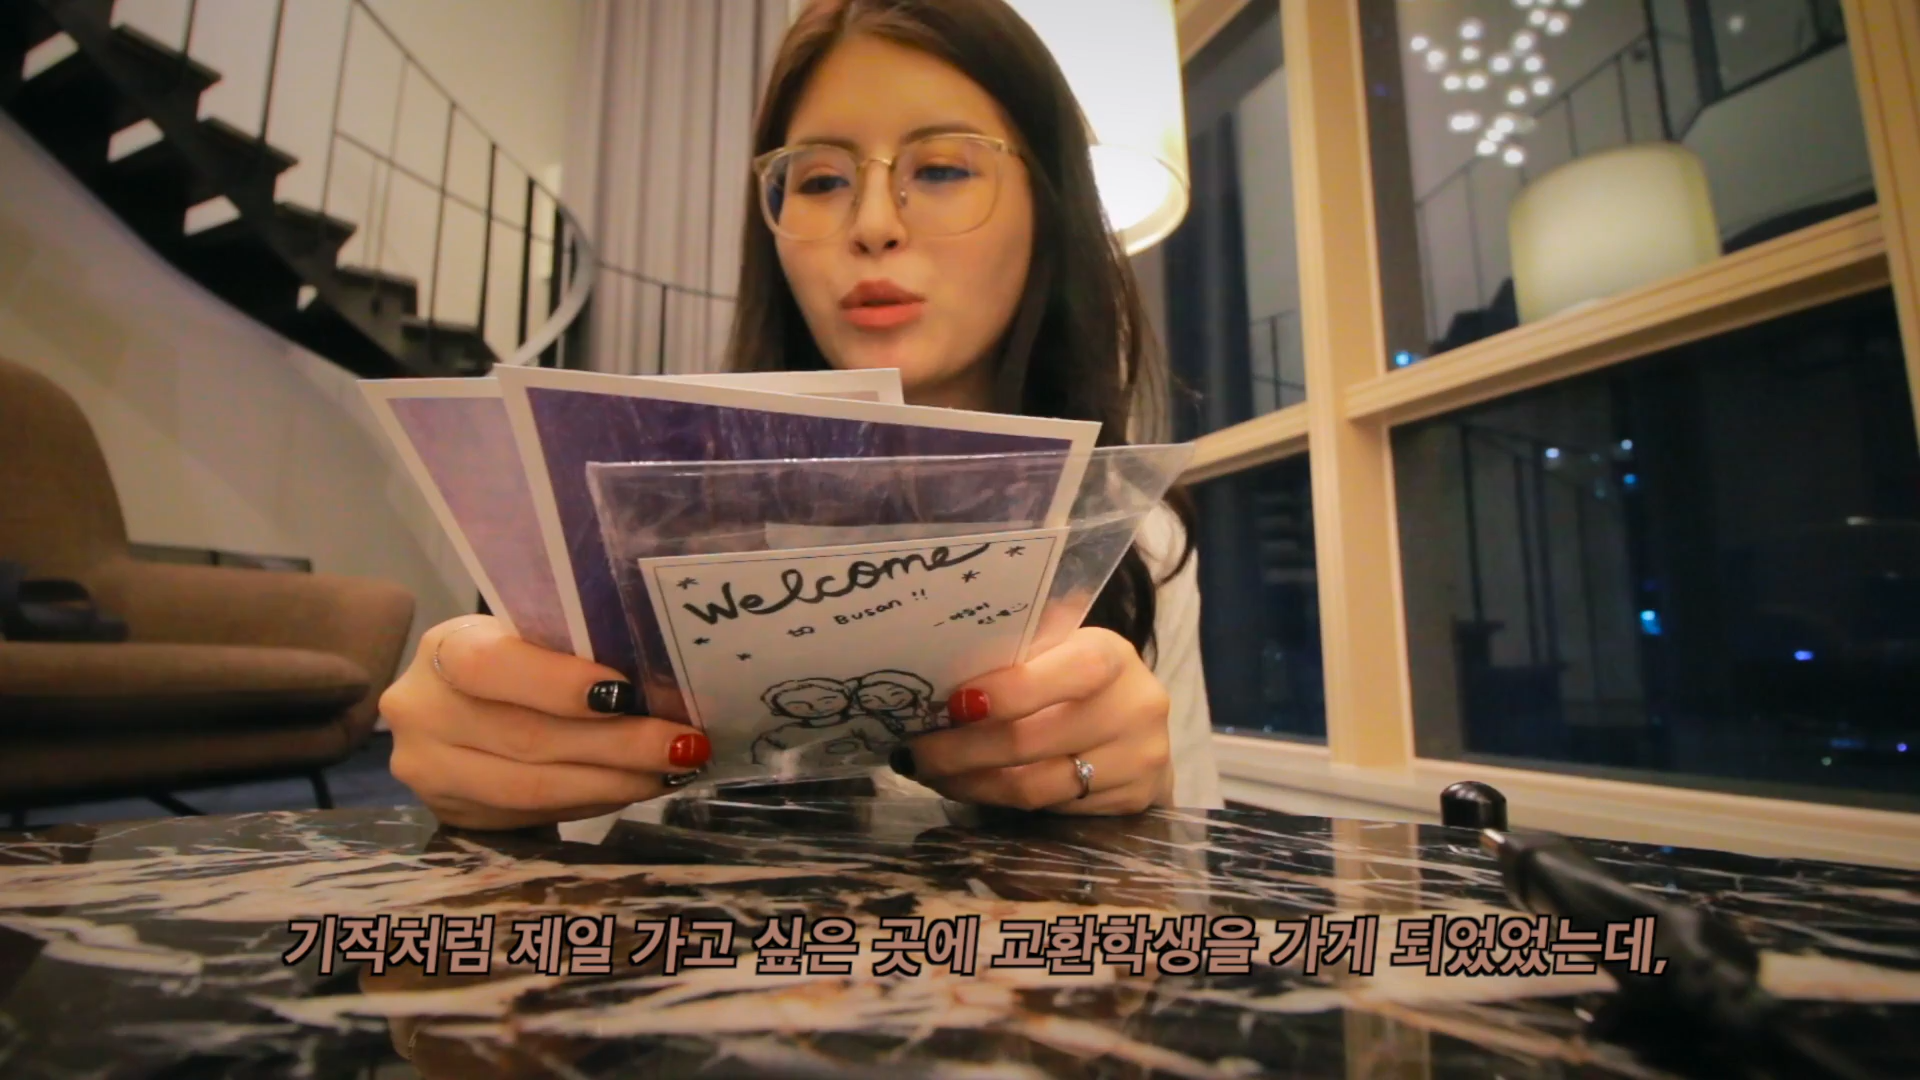 Welcome
to Busan !!
기적처럼 제일 가고 싶은 곳에 교환학생을 가게 되었었는데,